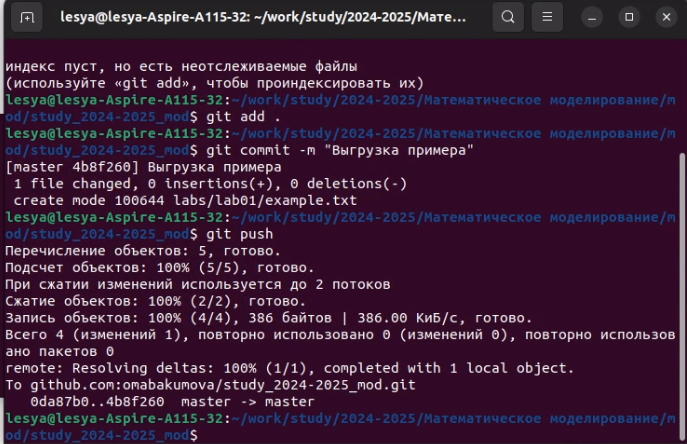 lesya@lesya-Aspire-A115-32: ~/work/study/2024-2025/Мате...
индекс пуст, но есть неотслеживаемые файлы
(используйте «git add», чтобы проиндексировать их)
lesya@lesya-Aspire-A115-32:~/work/study/2024-2025/Математическое моделирование/m
od/study_2024-2025_mod$ git add .
lesya@lesya-Aspire-A115-32:~/work/study/2024-2025/Математическое моделирование/m
od/study_2024-2025_mod$ git commit -m "Выгрузка примера"
[master 4b8f260] Выгрузка примера
 1 file changed, 0 insertions(+), 0 deletions(-)
 create mode 100644 labs/lab01/example.txt
lesya@lesya-Aspire-A115-32:~/work/study/2024-2025/Математическое моделирование/m
od/study_2024-2025_mod$ git push
Перечисление объектов: 5, готово.
Подсчет объектов: 100% (5/5), готово.
При сжатии изменений используется до 2 потоков
Сжатие объектов: 100% (2/2), готово.
Запись объектов: 100% (4/4), 386 байтов | 386.00 КиБ/с, готово.
Всего 4 (изменений 1), повторно использовано 0 (изменений 0), повторно использов
ано пакетов 0
remote: Resolving deltas: 100% (1/1), completed with 1 local object.
To github.com:omabakumova/study_2024-2025_mod.git
   0da87b0..4b8f260  master -> master
lesya@lesya-Aspire-A115-32:~/work/study/2024-2025/Математическое моделирование/m
od/study_2024-2025_mod$